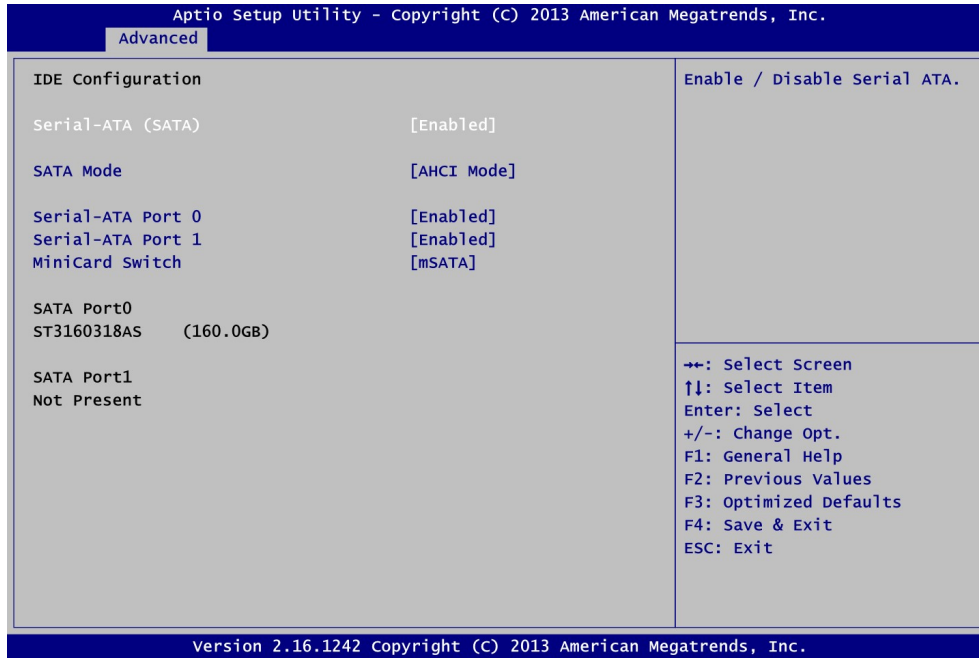 Aptio Setup Utility – Copyright (C) 2013 American Megatrends, Inc.
Advanced
IDE Configuration
Serial-ATA (SATA) [Enabled]
SATA Mode [AHCI Mode]
Serial-ATA Port 0 [Enabled]
Serial-ATA Port 1 [Enabled]
MiniCard Switch [mSATA]
SATA Port0
ST3160318AS (160.0GB)
SATA Port1
Not Present
Enable / Disable Serial ATA.
→←: Select Screen
↑↓: Select Item
Enter: Select
+/-: Change Opt.
F1: General Help
F2: Previous Values
F3: Optimized Defaults
F4: Save & Exit
ESC: Exit
Version 2.16.1242 Copyright (C) 2013 American Megatrends, Inc.